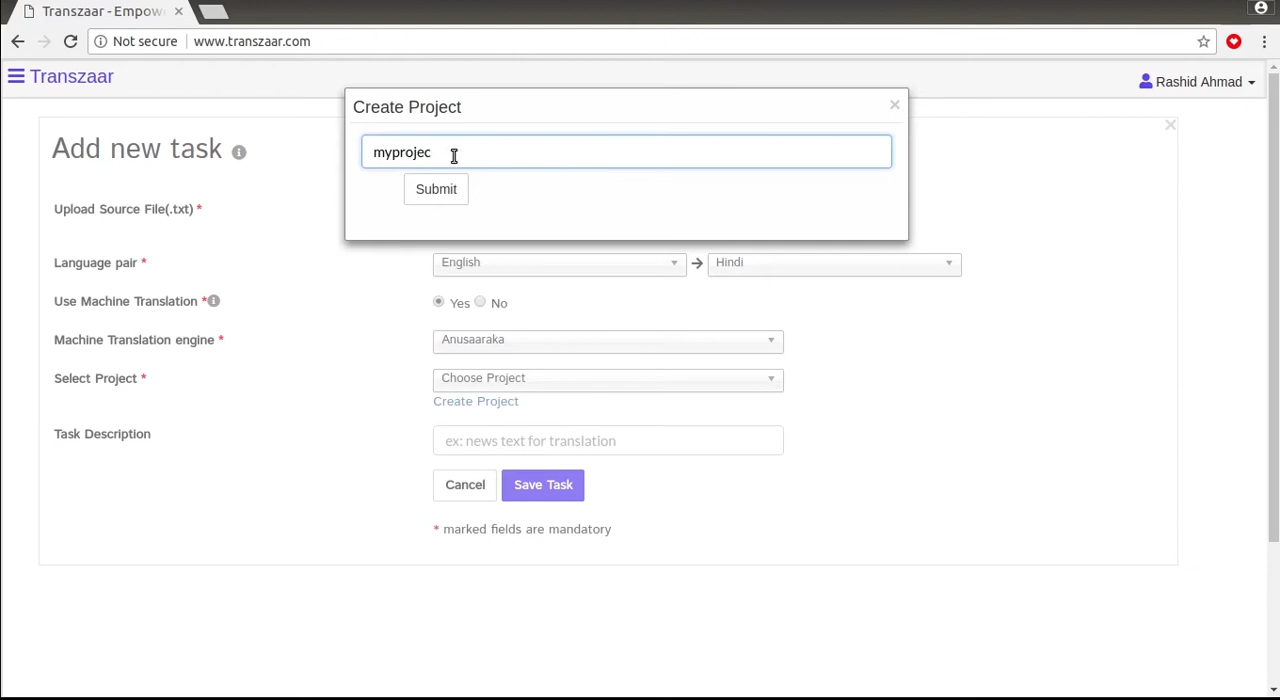 Transzaar - Empow
Not secure
www.transzaar.com
Transzaar
Rashid Ahmad
Create Project
×
myprojec
Submit
Add new task
Upload Source File(.txt) *
Language pair *
English
Hindi
Use Machine Translation *
Yes
No
Machine Translation engine *
Anusaaraka
Select Project *
Choose Project
Create Project
Task Description
ex: news text for translation
Cancel
Save Task
* marked fields are mandatory